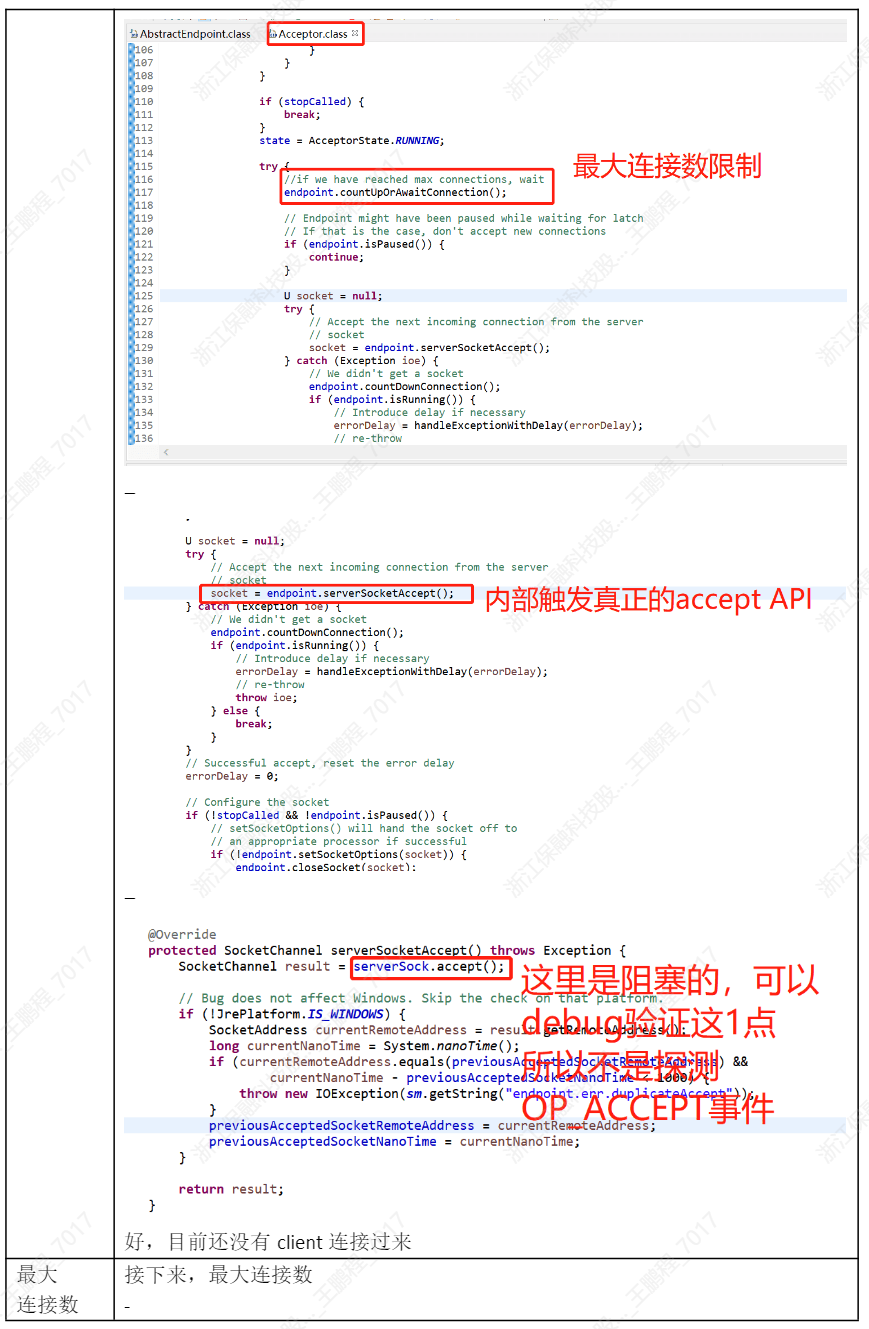 AbstractEndpoint.class Acceptor.class
106 }
107 }
108 }
109
110 if (stopCalled) {
111 break;
112 }
113 state = AcceptorState.RUNNING;
114
115 try {
116 //if we have reached max connections, wait
117 endpoint.countUpOrAwaitConnection();
最大连接数限制
118
119 // Endpoint might have been paused while waiting for latch
120 // If that is the case, don't accept new connections
121 if (endpoint.isPaused()) {
122 continue;
123 }
124
125 U socket = null;
126 try {
127 // Accept the next incoming connection from the server
128 // socket
129 socket = endpoint.serverSocketAccept();
130 } catch (Exception ioe) {
131 // We didn't get a socket
132 endpoint.countDownConnection();
133 if (endpoint.isRunning()) {
134 // Introduce delay if necessary
135 errorDelay = handleExceptionWithDelay(errorDelay);
136 // re-throw
U socket = null;
try {
// Accept the next incoming connection from the server
// socket
socket = endpoint.serverSocketAccept();
内部触发真正的accept API
} catch (Exception ioe) {
// We didn't get a socket
endpoint.countDownConnection();
if (endpoint.isRunning()) {
// Introduce delay if necessary
errorDelay = handleExceptionWithDelay(errorDelay);
// re-throw
throw ioe;
} else {
break;
}
}
// Successful accept, reset the error delay
errorDelay = 0;
// Configure the socket
if (!stopCalled && !endpoint.isPaused()) {
// setSocketOptions() will hand the socket off to
// an appropriate processor if successful
if (!endpoint.setSocketOptions(socket)) {
endpoint.closeSocket(socket);
@Override
protected SocketChannel serverSocketAccept() throws Exception {
SocketChannel result = serverSock.accept();
这里是阻塞的，可以
debug验证这1点
所以不是探测
OP_ACCEPT事件
// Bug does not affect Windows. Skip the check on that platform.
if (!JrePlatform.IS_WINDOWS) {
SocketAddress currentRemoteAddress = result.getRemoteAddress();
long currentNanoTime = System.nanoTime();
if (currentRemoteAddress.equals(previousAcceptedSocketRemoteAddress) &&
currentNanoTime - previousAcceptedSocketNanoTime < 1000) {
throw new IOException(sm.getString("endpoint.err.duplicateAccept"));
}
previousAcceptedSocketRemoteAddress = currentRemoteAddress;
previousAcceptedSocketNanoTime = currentNanoTime;
}
return result;
}
好，目前还没有 client 连接过来
最大
连接数
接下来，最大连接数
-